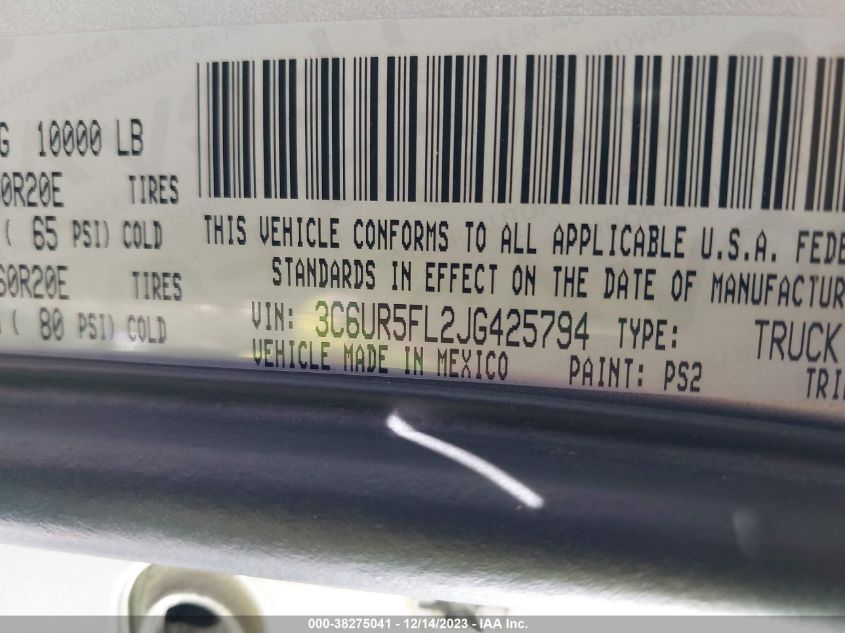 G 10000 LB
0R20E TIRES
( 65 PSI) COLD
60R20E TIRES
( 80 PSI) COLD
THIS VEHICLE CONFORMS TO ALL APPLICABLE U.S.A. FEDE
STANDARDS IN EFFECT ON THE DATE OF MANUFACTUR
VIN: 3C6UR5FL2JG425794 TYPE: TRUCK
VEHICLE MADE IN MEXICO PAINT: PS2 TRI
000-38275041 - 12/14/2023 - IAA Inc.